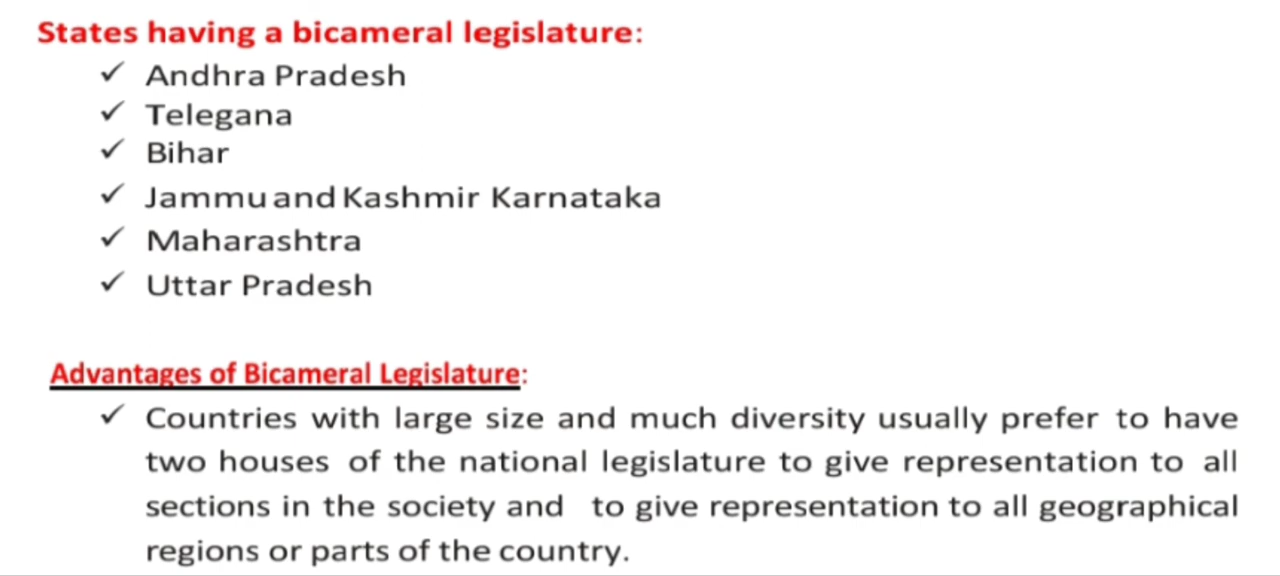 States having a bicameral legislature:
✓ Andhra Pradesh
✓ Telegana
✓ Bihar
✓ Jammu and Kashmir Karnataka
✓ Maharashtra
✓ Uttar Pradesh
Advantages of Bicameral Legislature:
✓ Countries with large size and much diversity usually prefer to have
two houses of the national legislature to give representation to all
sections in the society and to give representation to all geographical
regions or parts of the country.